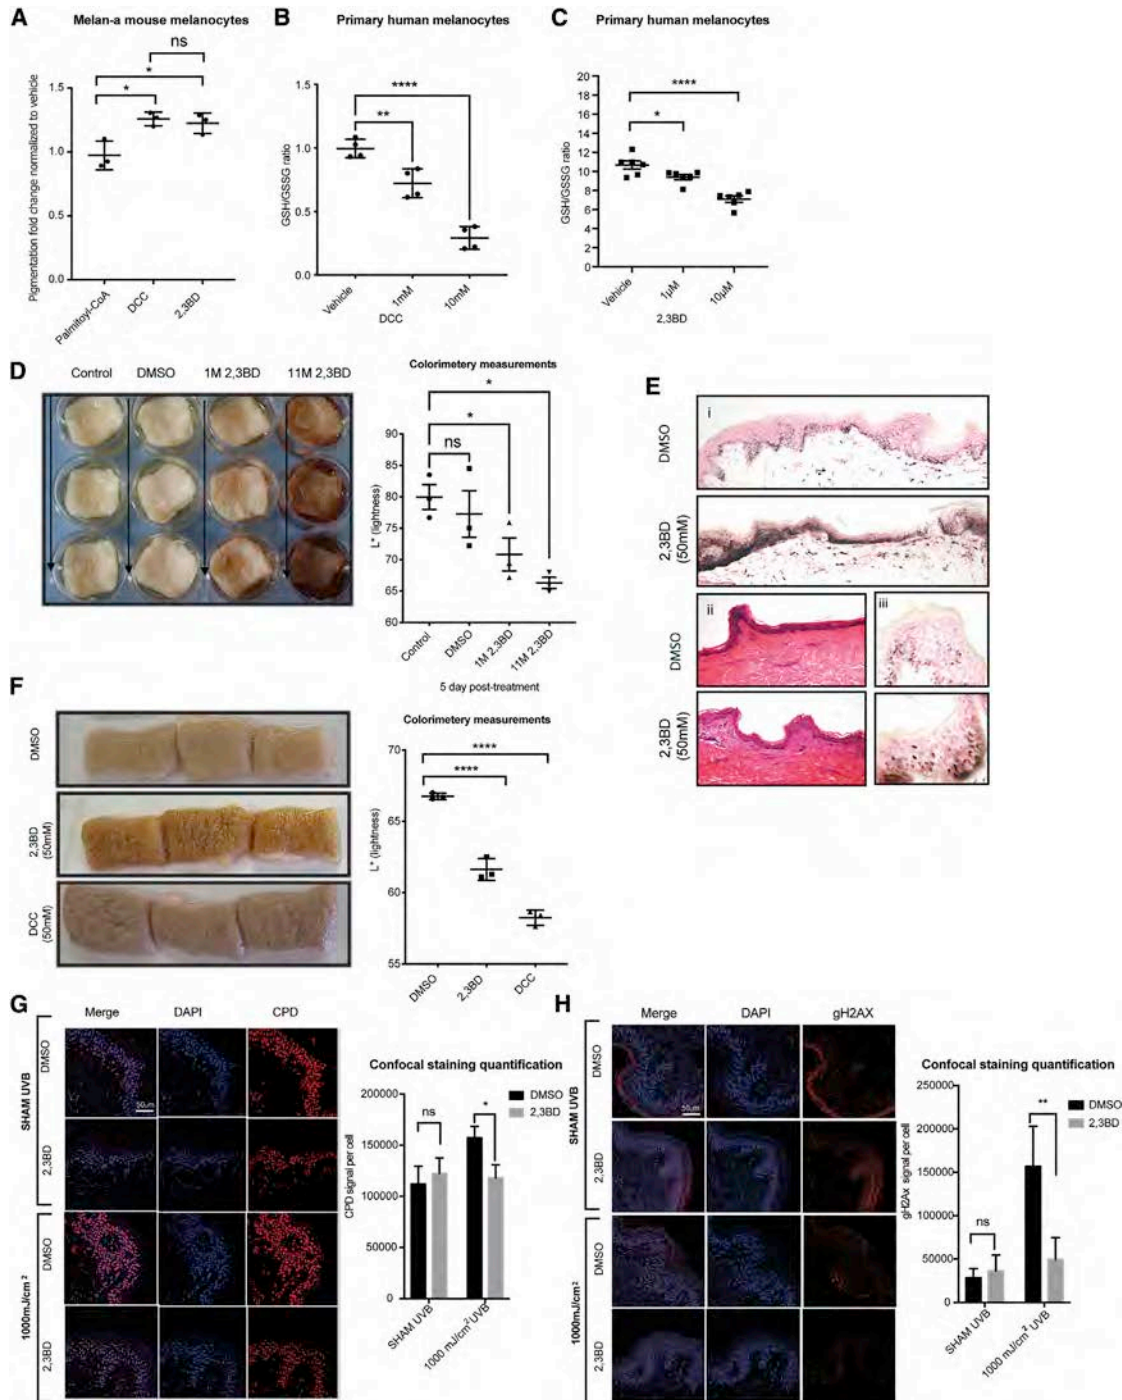 A
Melan-a mouse melanocytes
ns
*
*
Pigmentation fold change normalized to vehicle
1.5
1.0
0.5
0.0
Palmitoyl-CoA
DCC
2,3BD
B
Primary human melanocytes
****
**
GSH/GSSG ratio
1.5
1.0
0.5
0.0
Vehicle
1mM
10mM
DCC
C
Primary human melanocytes
****
*
GSH/GSSG ratio
20
18
16
14
12
10
8
6
4
2
0
Vehicle
1µM
10µM
2,3BD
D
Control
DMSO
1M 2,3BD
11M 2,3BD
Colorimetery measurements
*
*
ns
L* (lightness)
90
85
80
75
70
65
60
Control
DMSO
1M 2,3BD
11M 2,3BD
5 day post-treatment
E
i
DMSO
2,3BD
(50mM)
ii
iii
DMSO
2,3BD
(50mM)
F
DMSO
2,3BD
(50mM)
DCC
(50mM)
Colorimetery measurements
****
****
L* (lightness)
70
65
60
55
DMSO
2,3BD
DCC
G
Merge
DAPI
CPD
SHAM UVB
DMSO
2,3BD
1000mJ/cm²
DMSO
2,3BD
50µm
Confocal staining quantification
DMSO
2,3BD
ns
*
CPD signal per cell
200000
150000
100000
50000
0
SHAM UVB
1000 mJ/cm² UVB
H
Merge
DAPI
gH2AX
SHAM UVB
DMSO
2,3BD
1000mJ/cm²
DMSO
2,3BD
50µm
Confocal staining quantification
DMSO
2,3BD
ns
**
gH2Ax signal per cell
250000
200000
150000
100000
50000
0
SHAM UVB
1000 mJ/cm² UVB